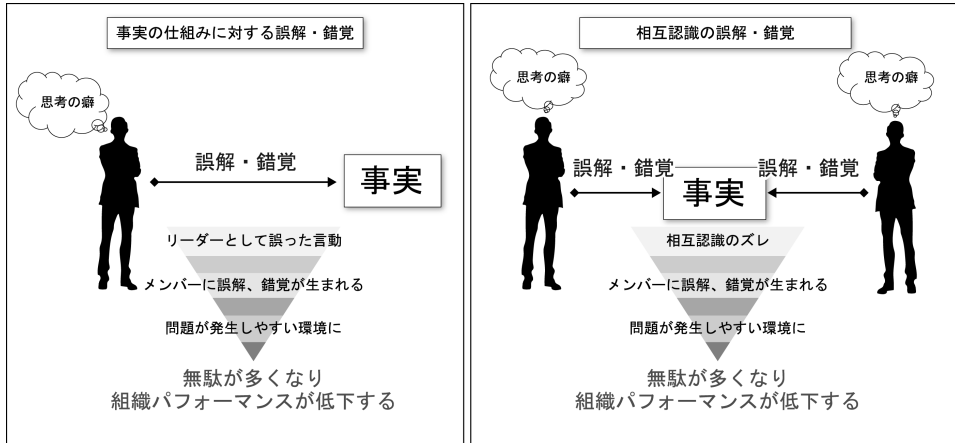 事実の仕組みに対する誤解・錯覚
思考の癖
誤解・錯覚
事実
リーダーとして誤った言動
メンバーに誤解、錯覚が生まれる
問題が発生しやすい環境に
無駄が多くなり
組織パフォーマンスが低下する
相互認識の誤解・錯覚
思考の癖
思考の癖
誤解・錯覚
誤解・錯覚
事実
相互認識のズレ
メンバーに誤解、錯覚が生まれる
問題が発生しやすい環境に
無駄が多くなり
組織パフォーマンスが低下する